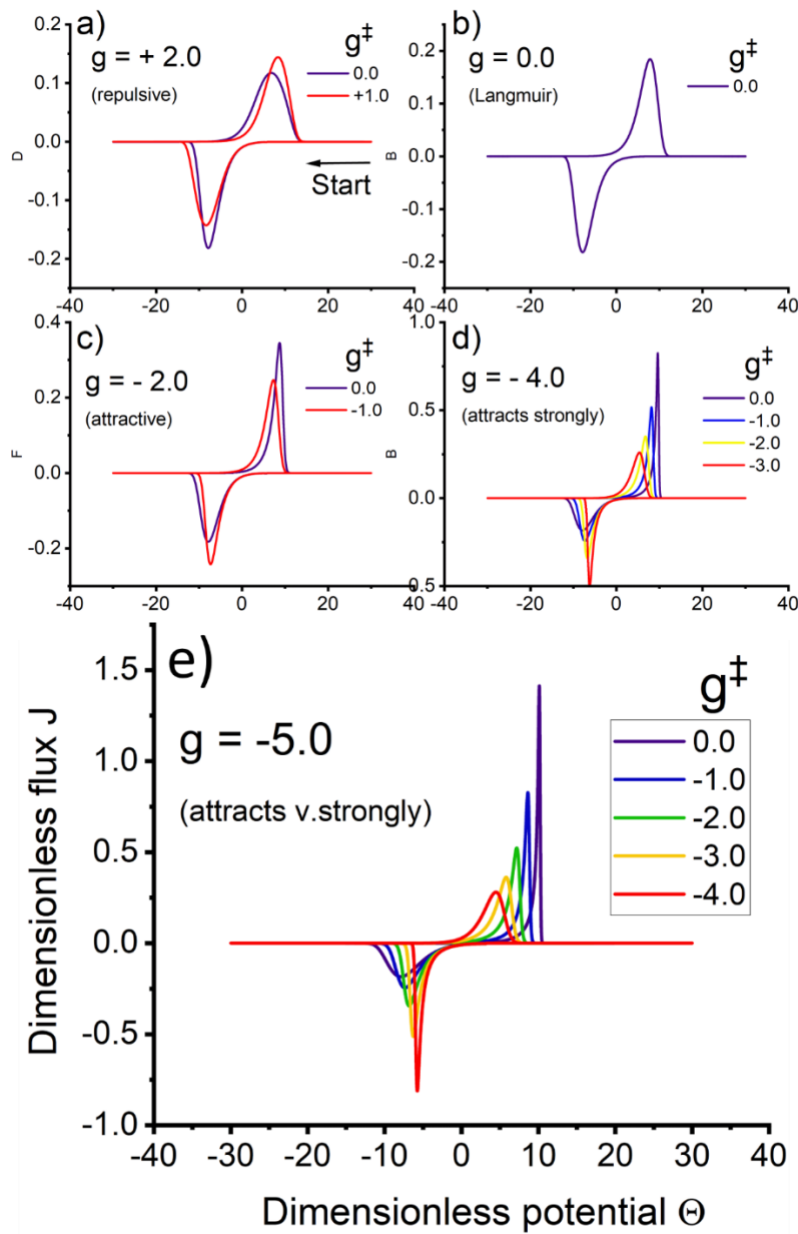 a)
g = + 2.0
(repulsive)
g‡
0.0
+1.0
Start
D
0.2
0.1
0.0
-0.1
-0.2
-40 -20 0 20 40
b)
g = 0.0
(Langmuir)
g‡
0.0
B
0.2
0.1
0.0
-0.1
-0.2
-40 -20 0 20 40
c)
g = - 2.0
(attractive)
g‡
0.0
-1.0
F
0.4
0.2
0.0
-0.2
-40 -20 0 20 40
d)
g = - 4.0
(attracts strongly)
g‡
0.0
-1.0
-2.0
-3.0
B
1.0
0.5
0.0
0.5
-40 -20 0 20 40
e)
g = -5.0
(attracts v.strongly)
g‡
0.0
-1.0
-2.0
-3.0
-4.0
Dimensionless flux J
1.5
1.0
0.5
0.0
-0.5
-1.0
-40 -30 -20 -10 0 10 20 30 40
Dimensionless potential Θ